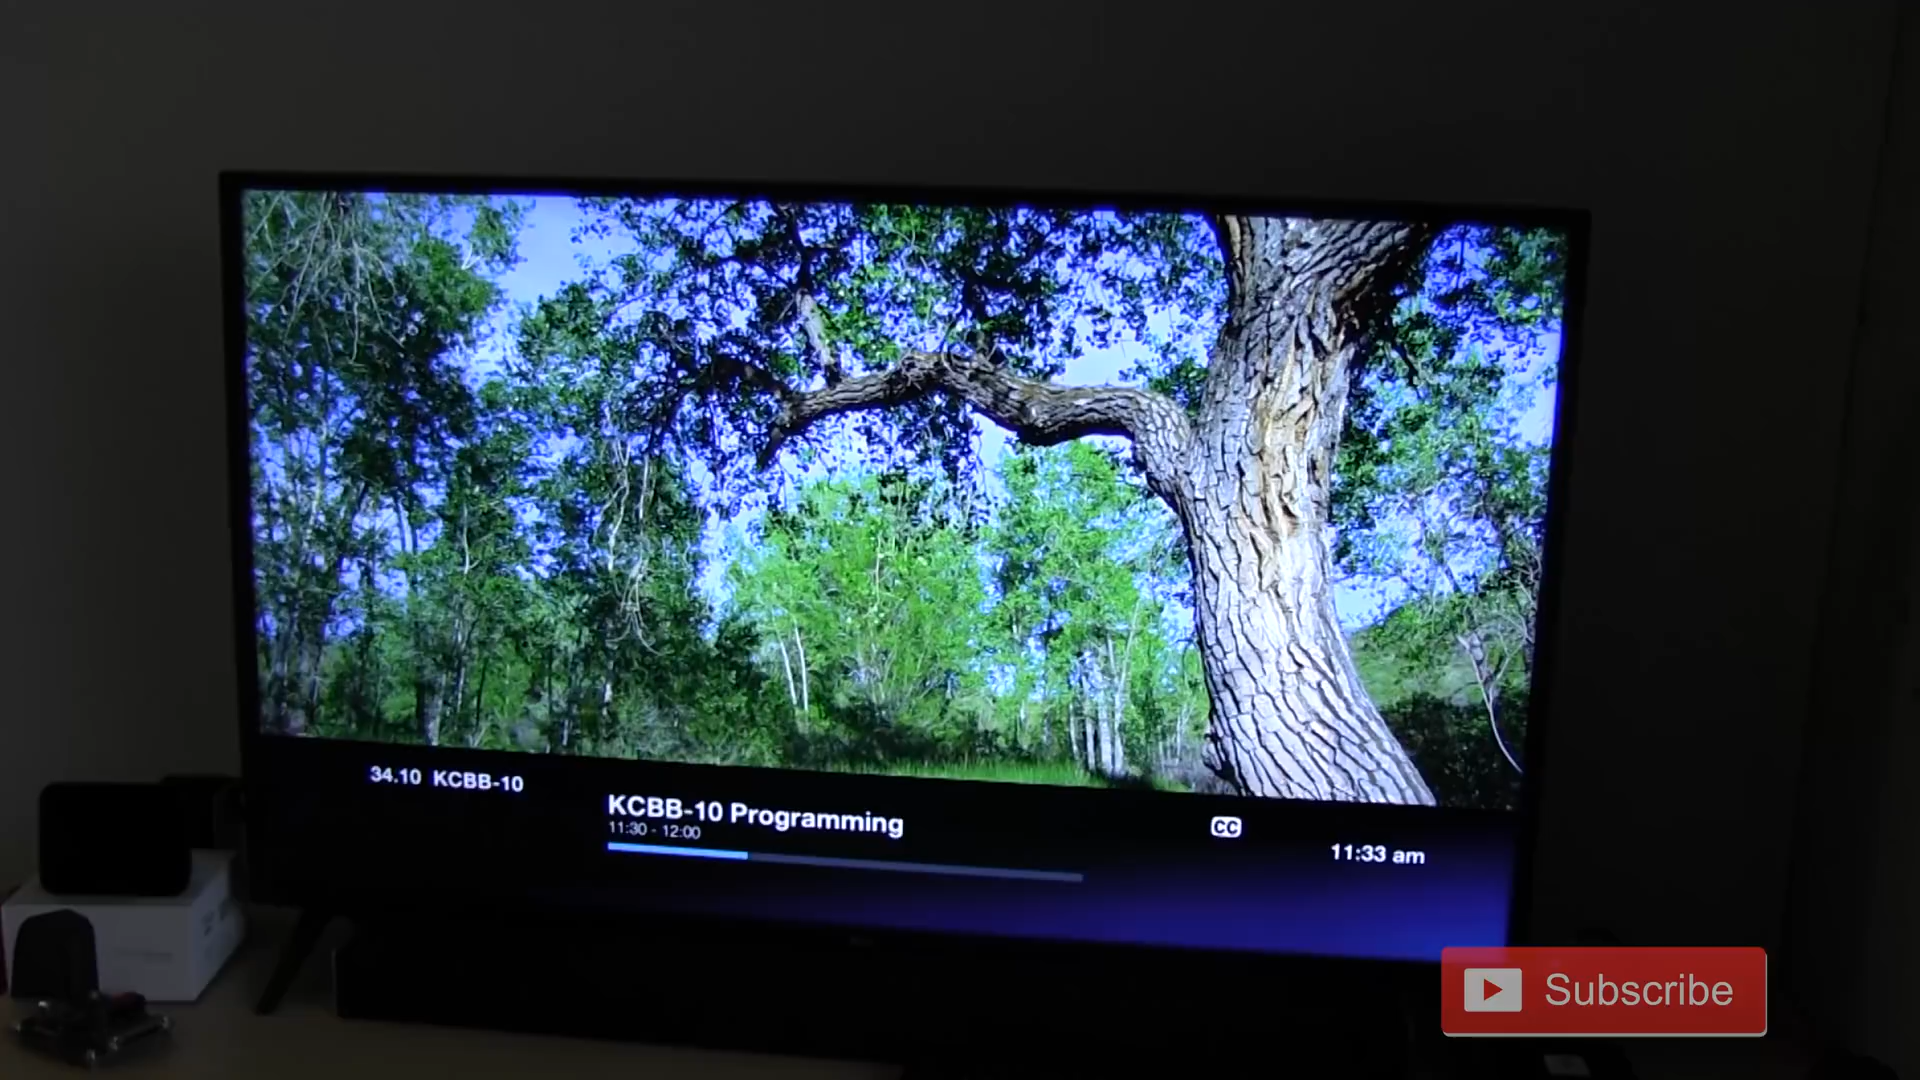 34.10 KCBB-10
KCBB-10 Programming
11:30 - 12:00
CC
11:33 am
Subscribe